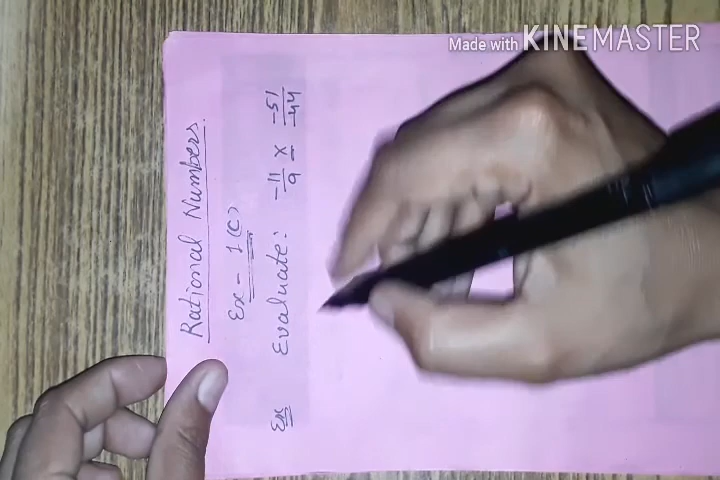 Made with KINEMASTER
Rational Numbers.
Ex - 1 (C)
Ex Evaluate: -11/9 × -51/-44